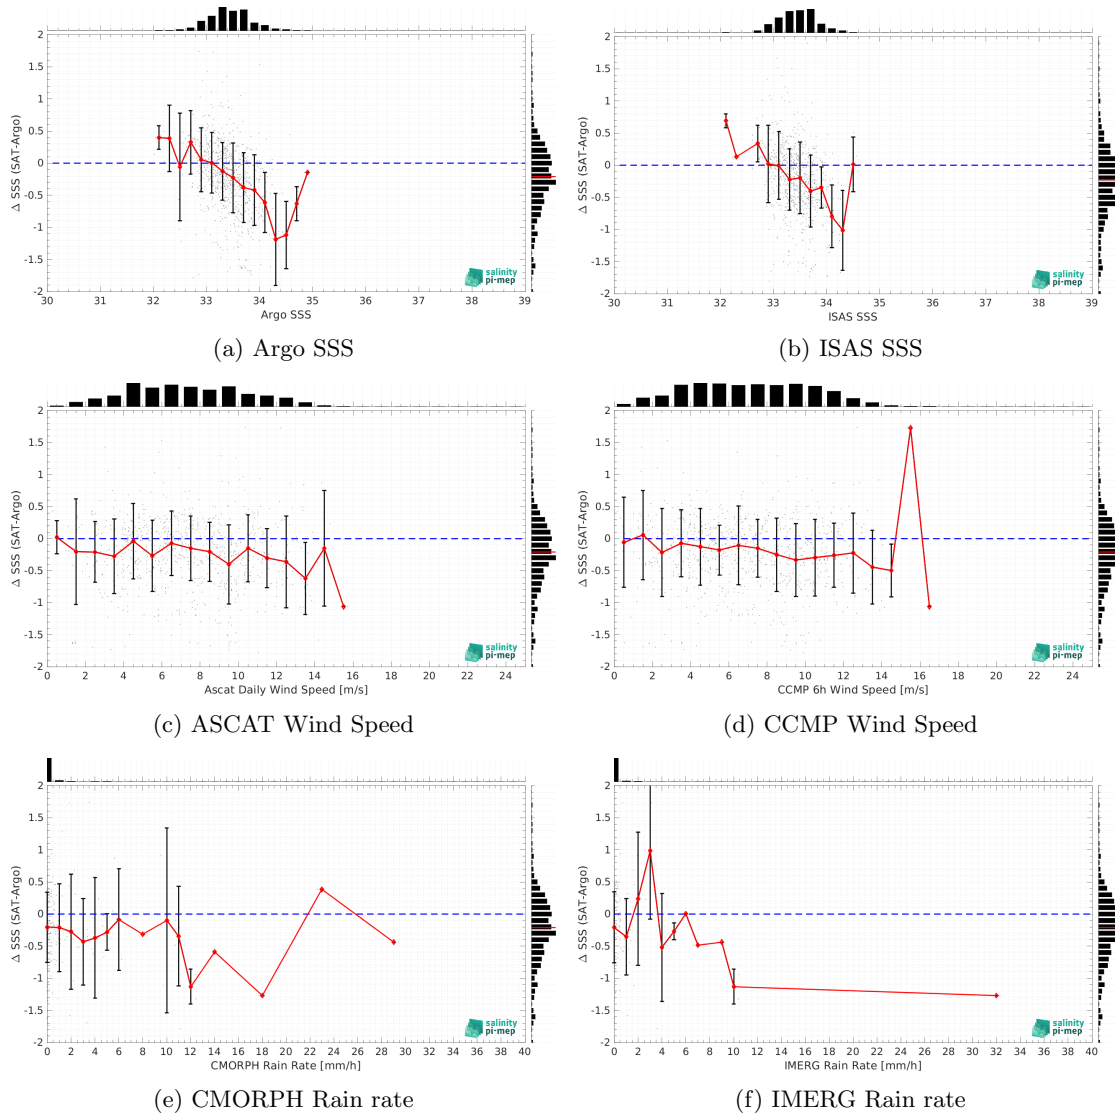 2
1.5
1
0.5
0
-0.5
-1
-1.5
-2
Δ SSS (SAT-Argo)
30 31 32 33 34 35 36 37 38 39
Argo SSS
salinity
pi-mep
(a) Argo SSS
2
1.5
1
0.5
0
-0.5
-1
-1.5
-2
Δ SSS (SAT-Argo)
30 31 32 33 34 35 36 37 38 39
ISAS SSS
salinity
pi-mep
(b) ISAS SSS
2
1.5
1
0.5
0
-0.5
-1
-1.5
-2
Δ SSS (SAT-Argo)
0 2 4 6 8 10 12 14 16 18 20 22 24
Ascat Daily Wind Speed [m/s]
salinity
pi-mep
(c) ASCAT Wind Speed
2
1.5
1
0.5
0
-0.5
-1
-1.5
-2
Δ SSS (SAT-Argo)
0 2 4 6 8 10 12 14 16 18 20 22 24
CCMP 6h Wind Speed [m/s]
salinity
pi-mep
(d) CCMP Wind Speed
2
1.5
1
0.5
0
-0.5
-1
-1.5
-2
Δ SSS (SAT-Argo)
0 2 4 6 8 10 12 14 16 18 20 22 24 26 28 30 32 34 36 38 40
CMORPH Rain Rate [mm/h]
salinity
pi-mep
(e) CMORPH Rain rate
2
1.5
1
0.5
0
-0.5
-1
-1.5
-2
Δ SSS (SAT-Argo)
0 2 4 6 8 10 12 14 16 18 20 22 24 26 28 30 32 34 36 38 40
IMERG Rain Rate [mm/h]
salinity
pi-mep
(f) IMERG Rain rate